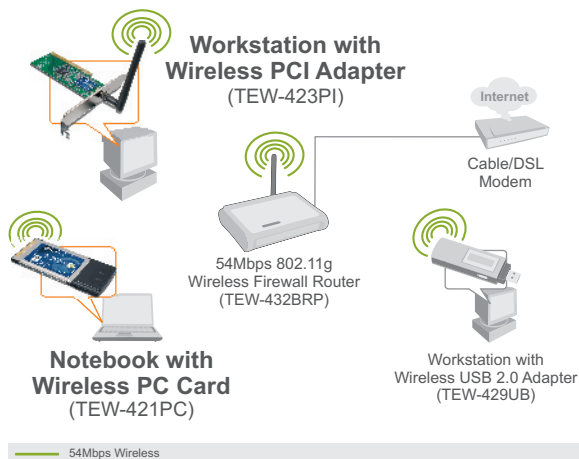 Workstation with
Wireless PCI Adapter
(TEW-423PI)
Internet
Cable/DSL
Modem
54Mbps 802.11g
Wireless Firewall Router
(TEW-432BRP)
Notebook with
Wireless PC Card
(TEW-421PC)
Workstation with
Wireless USB 2.0 Adapter
(TEW-429UB)
54Mbps Wireless